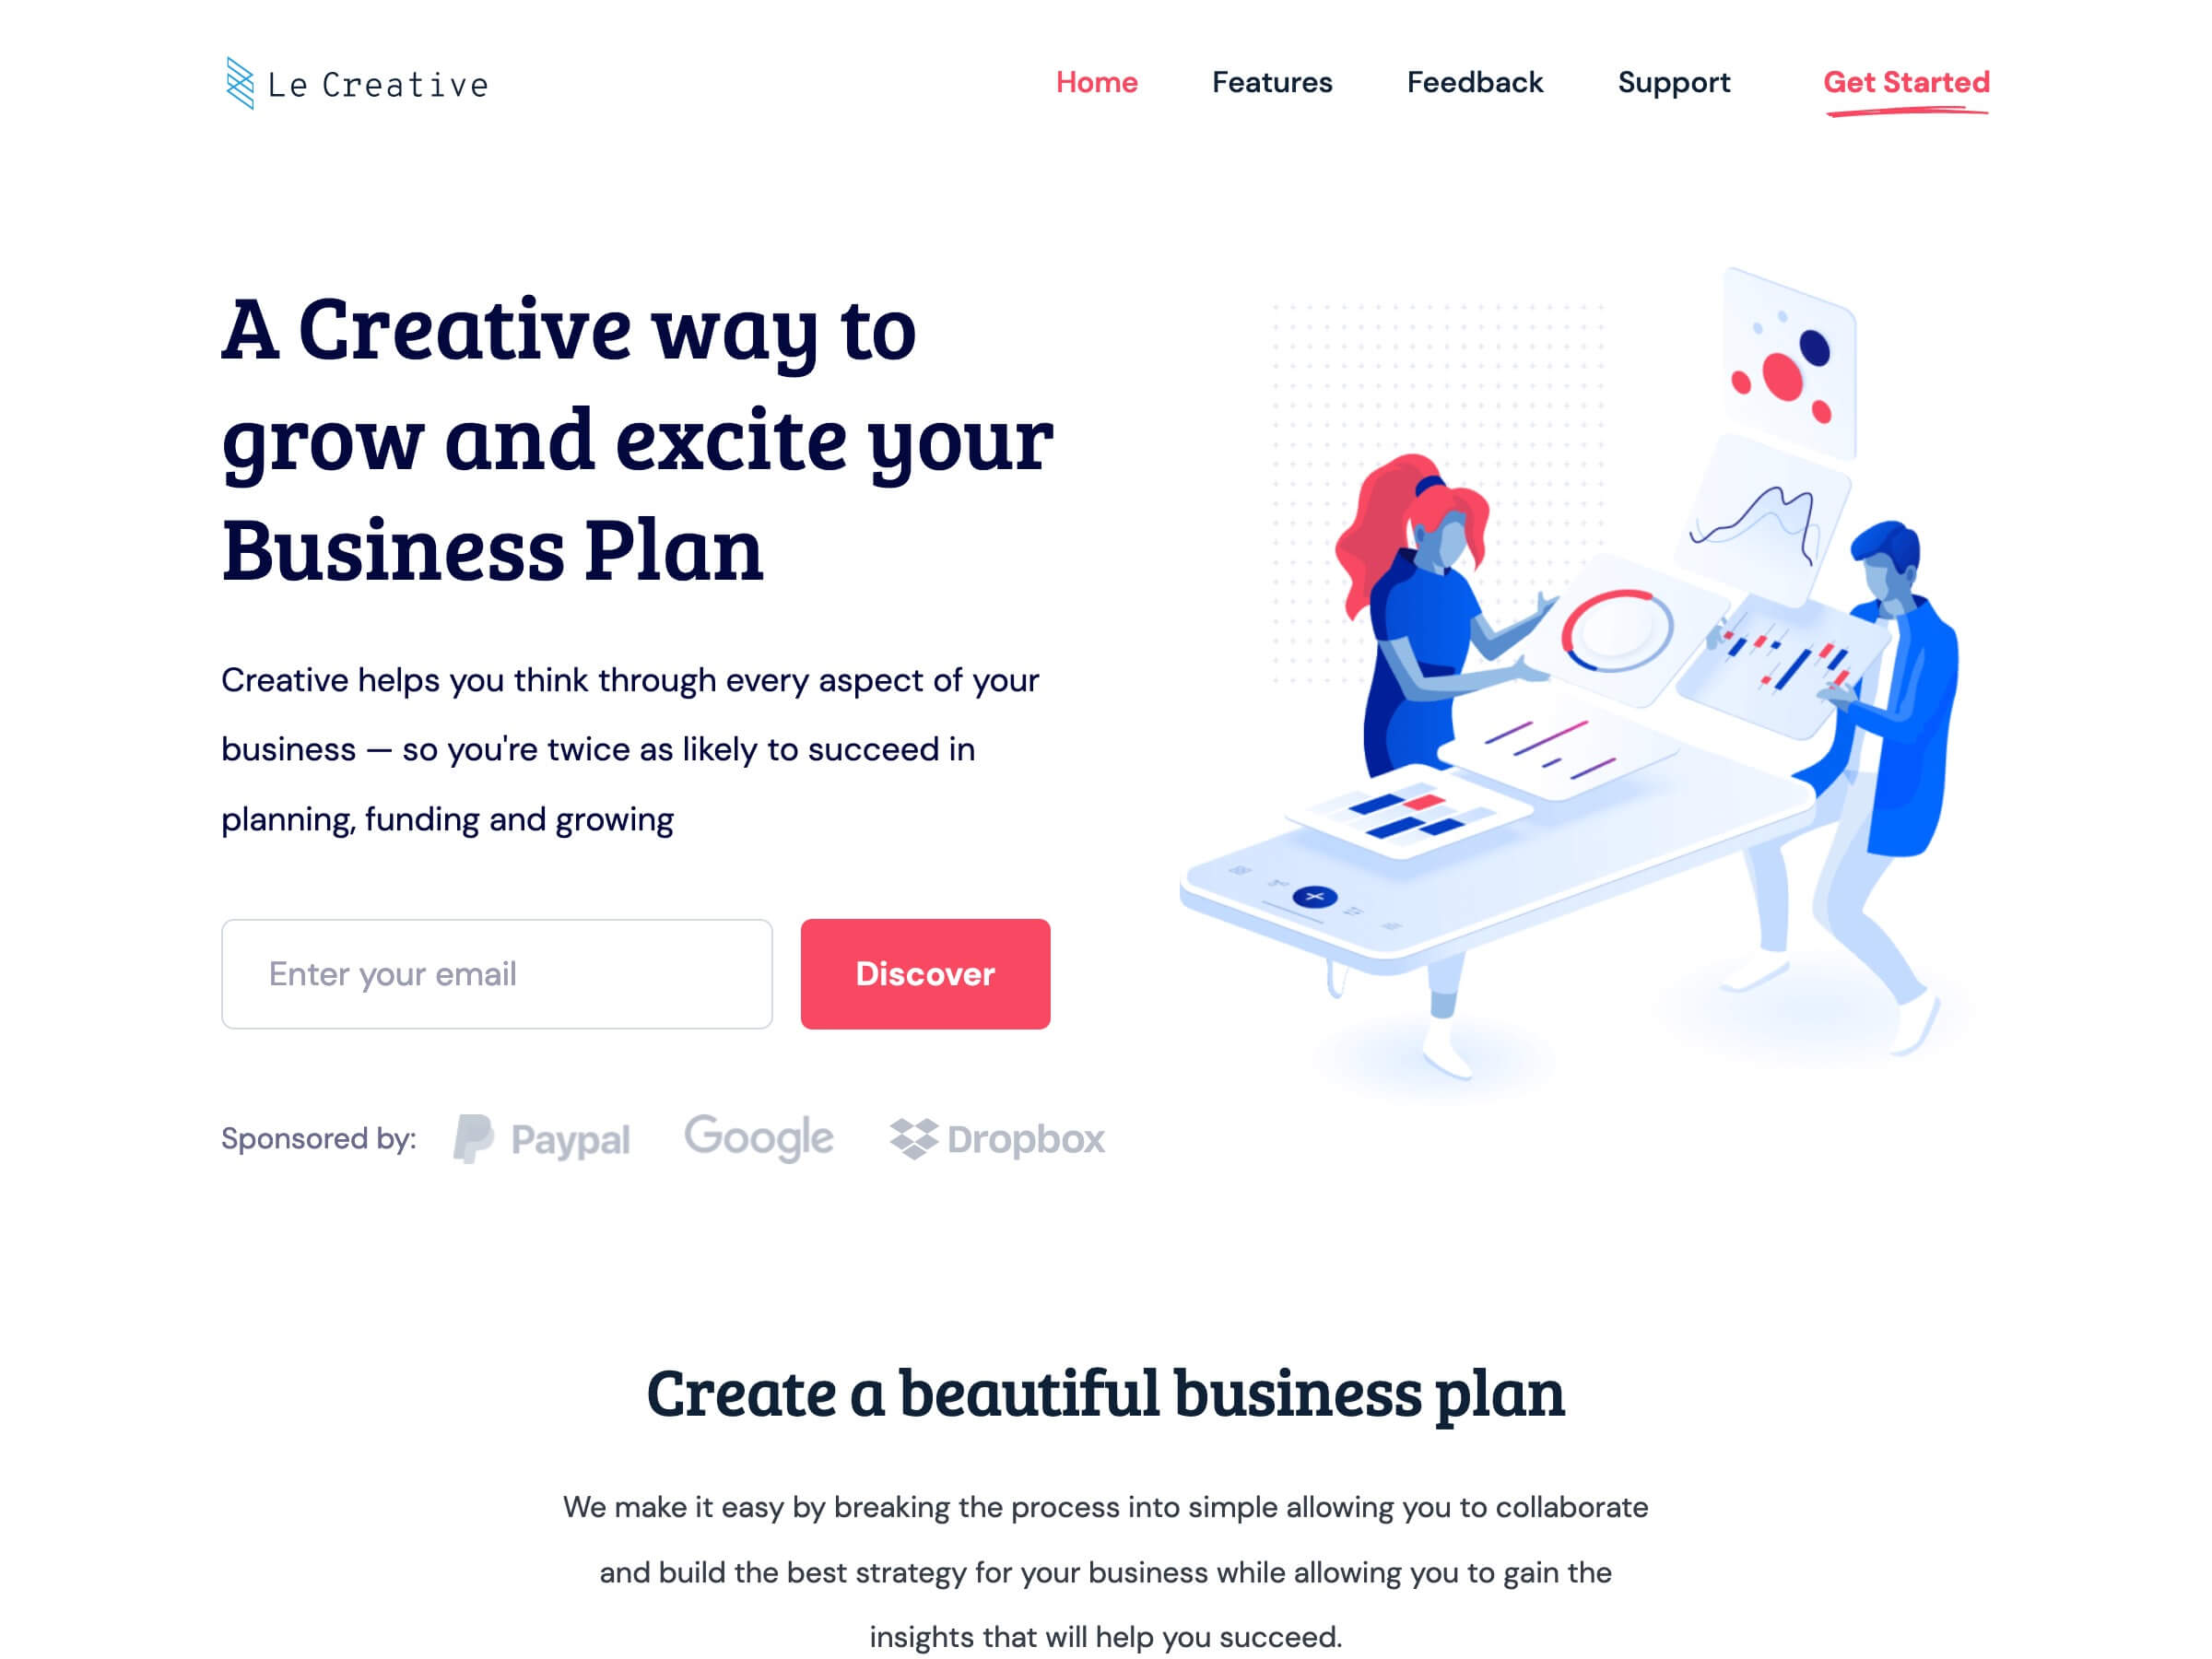 Le Creative
Home Features Feedback Support Get Started
A Creative way to
grow and excite your
Business Plan
Creative helps you think through every aspect of your
business — so you're twice as likely to succeed in
planning, funding and growing
Enter your email Discover
Sponsored by: Paypal Google Dropbox
Create a beautiful business plan
We make it easy by breaking the process into simple allowing you to collaborate
and build the best strategy for your business while allowing you to gain the
insights that will help you succeed.